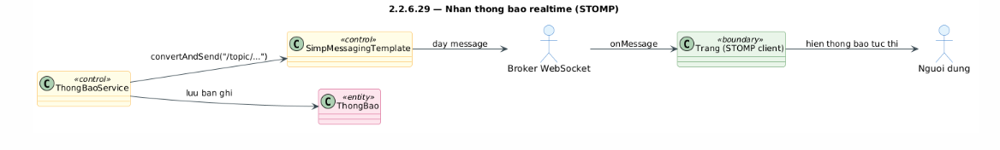 2.2.6.29 — Nhan thong bao realtime (STOMP)
«control»
SimpMessagingTemplate
day message
Broker WebSocket
onMessage
«boundary»
Trang (STOMP client)
hien thong bao tuc thi
Nguoi dung
convertAndSend("/topic/...")
«control»
ThongBaoService
luu ban ghi
«entity»
ThongBao
C
C
C
C